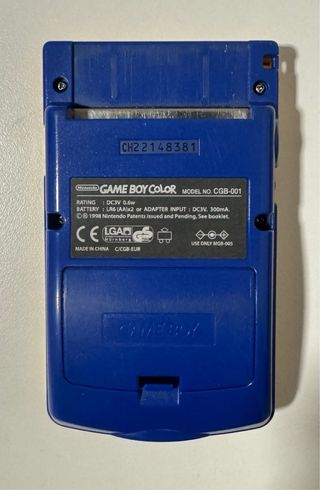 CH22148381
Nintendo GAME BOY COLOR MODEL NO. CGB-001
RATING : DC3V 0.6w
BATTERY : LR6 (AA)x2 or ADAPTER INPUT : DC3V. 300mA.
©® 1998 Nintendo Patents Issued and Pending. See booklet.
CE LGA Nürnberg GS
USE ONLY MGB-005
MADE IN CHINA C/CGB-EUR
GAME BOY